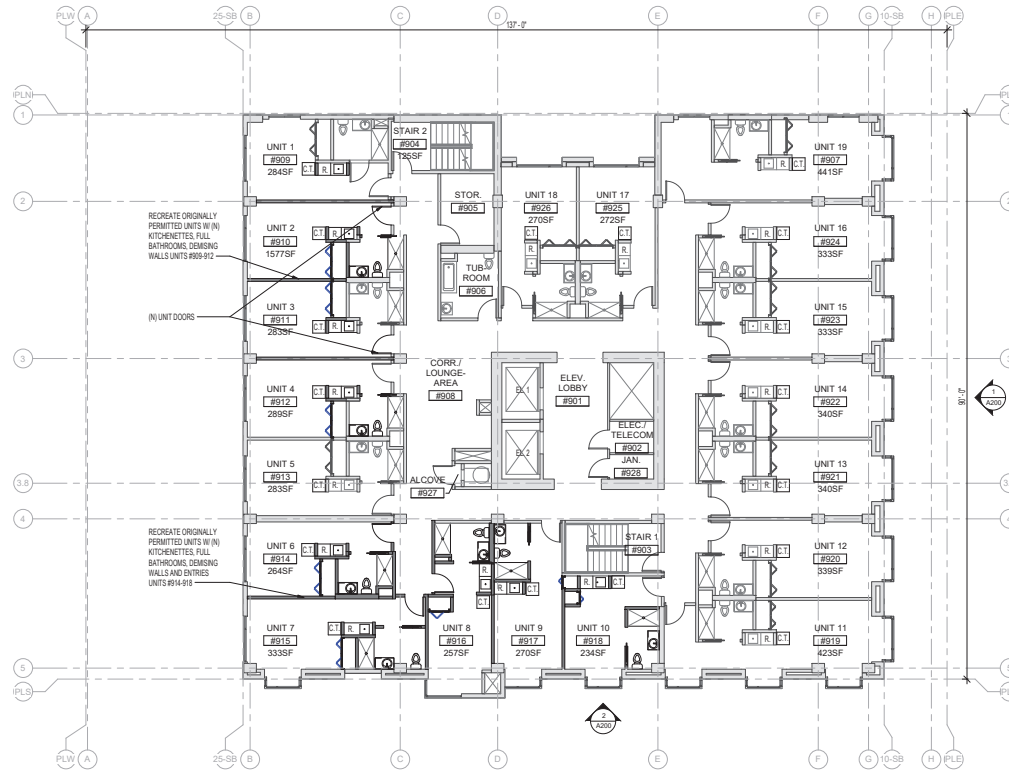 PLW
A
25-SB
B
C
D
E
F
G
10-SB
H
PLE
137' - 0"
PLN
1
UNIT 1
#909
284SF
C.T.
R.
STAIR 2
#904
125SF
UNIT 19
#907
441SF
C.T.
R.
2
STOR.
#905
UNIT 18
#926
270SF
C.T.
R.
UNIT 17
#925
272SF
C.T.
R.
2
RECREATE ORIGINALLY
PERMITTED UNITS W/ (N)
KITCHENETTES, FULL
BATHROOMS, DEMISING
WALLS UNITS #909-912
UNIT 2
#910
1577SF
C.T.
R.
UNIT 16
#924
333SF
R.
C.T.
TUB-
ROOM
#906
(N) UNIT DOORS
UNIT 3
#911
283SF
C.T.
R.
UNIT 15
#923
333SF
R.
C.T.
3
CORR./
LOUNGE-
AREA
#908
EL.1
EL.2
ELEV.
LOBBY
#901
ELEC./
TELECOM
#902
JAN.
#928
UNIT 4
#912
289SF
C.T.
R.
UNIT 14
#922
340SF
R.
C.T.
90'- 0"
1
A200
UNIT 5
#913
283SF
C.T.
R.
ALCOVE
#927
UNIT 13
#921
340SF
R.
C.T.
3.8
4
RECREATE ORIGINALLY
PERMITTED UNITS W/ (N)
KITCHENETTES, FULL
BATHROOMS, DEMISING
WALLS AND ENTRIES
UNITS #914-918
UNIT 6
#914
264SF
C.T.
R.
STAIR 1
#903
UNIT 12
#920
339SF
R.
C.T.
UNIT 7
#915
333SF
C.T.
R.
UNIT 8
#916
257SF
R.
C.T.
UNIT 9
#917
270SF
C.T.
R.
UNIT 10
#918
234SF
R.
C.T.
UNIT 11
#919
423SF
R.
C.T.
5
PLS
2
A200
PLW
A
25-SB
B
C
D
E
F
G
10-SB
H
PLE